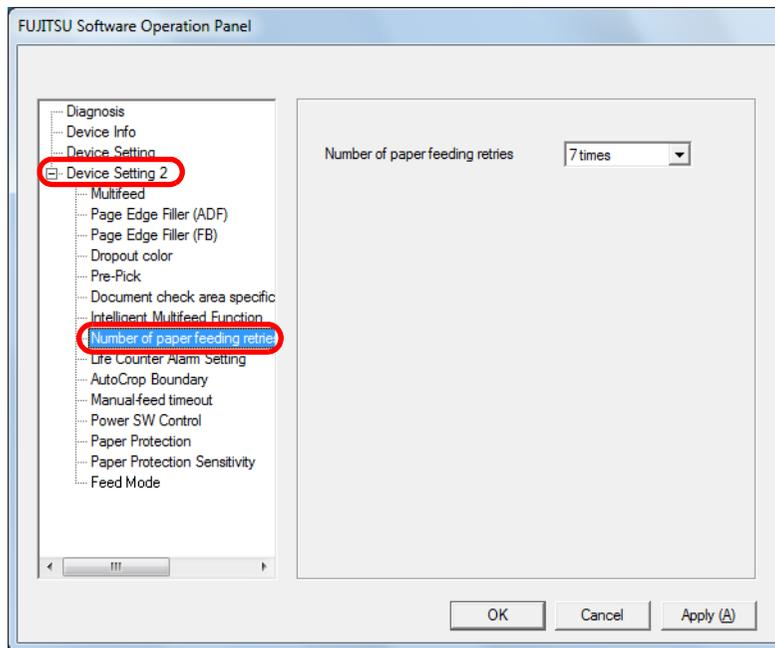 FUJITSU Software Operation Panel
Diagnosis
Device Info
Device Setting
Device Setting 2
Multifeed
Page Edge Filler (ADF)
Page Edge Filler (FB)
Dropout color
Pre-Pick
Document check area specific
Intelligent Multifeed Function
Number of paper feeding retries
Life Counter Alarm Setting
AutoCrop Boundary
Manual-feed timeout
Power SW Control
Paper Protection
Paper Protection Sensitivity
Feed Mode
Number of paper feeding retries 7 times
OK Cancel Apply (A)